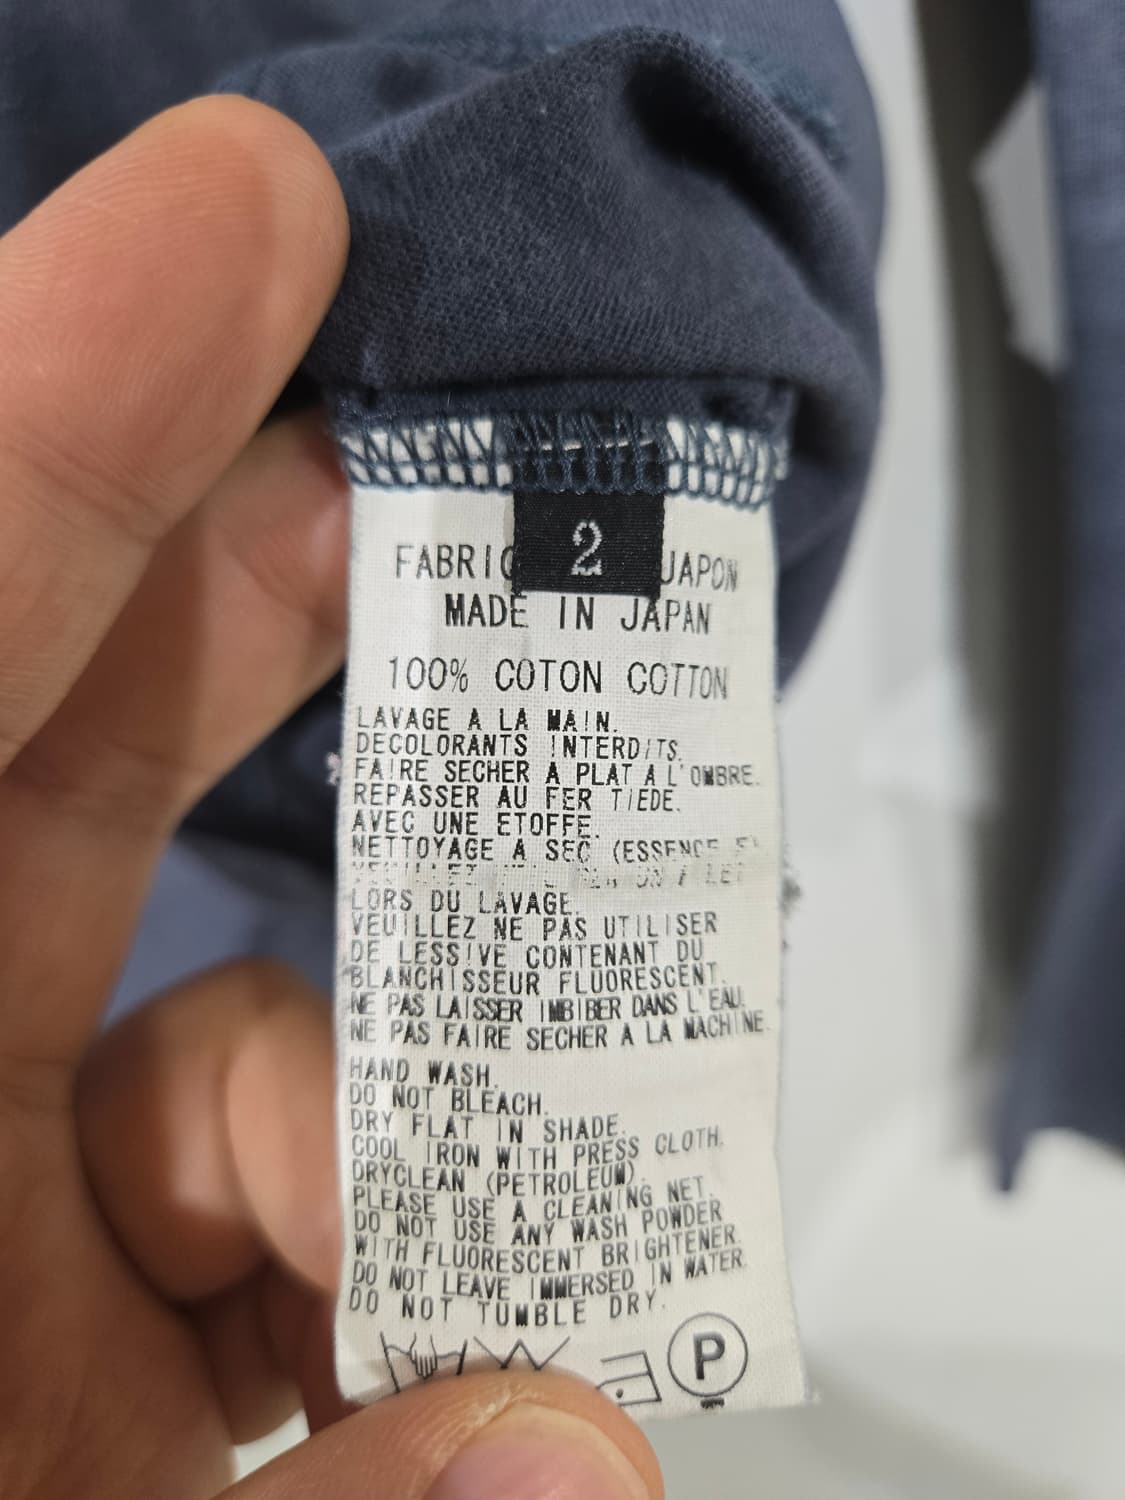 2
FABRIC JAPON
MADE IN JAPAN
100% COTON COTTON
LAVAGE A LA MAIN.
DECOLORANTS INTERDITS.
FAIRE SECHER A PLAT A L'OMBRE.
REPASSER AU FER TIEDE.
AVEC UNE ETOFFE.
NETTOYAGE A SEC (ESSENCE F)
VEUILLEZ
LORS DU LAVAGE.
VEUILLEZ NE PAS UTILISER
DE LESSIVE CONTENANT DU
BLANCHISSEUR FLUORESCENT.
NE PAS LAISSER IMBIBER DANS L'EAU.
NE PAS FAIRE SECHER A LA MACHINE.
HAND WASH.
DO NOT BLEACH.
DRY FLAT IN SHADE.
COOL IRON WITH PRESS CLOTH.
DRYCLEAN (PETROLEUM).
PLEASE USE A CLEANING NET.
DO NOT USE ANY WASH POWDER
WITH FLUORESCENT BRIGHTENER.
DO NOT LEAVE IMMERSED IN WATER.
DO NOT TUMBLE DRY.
P